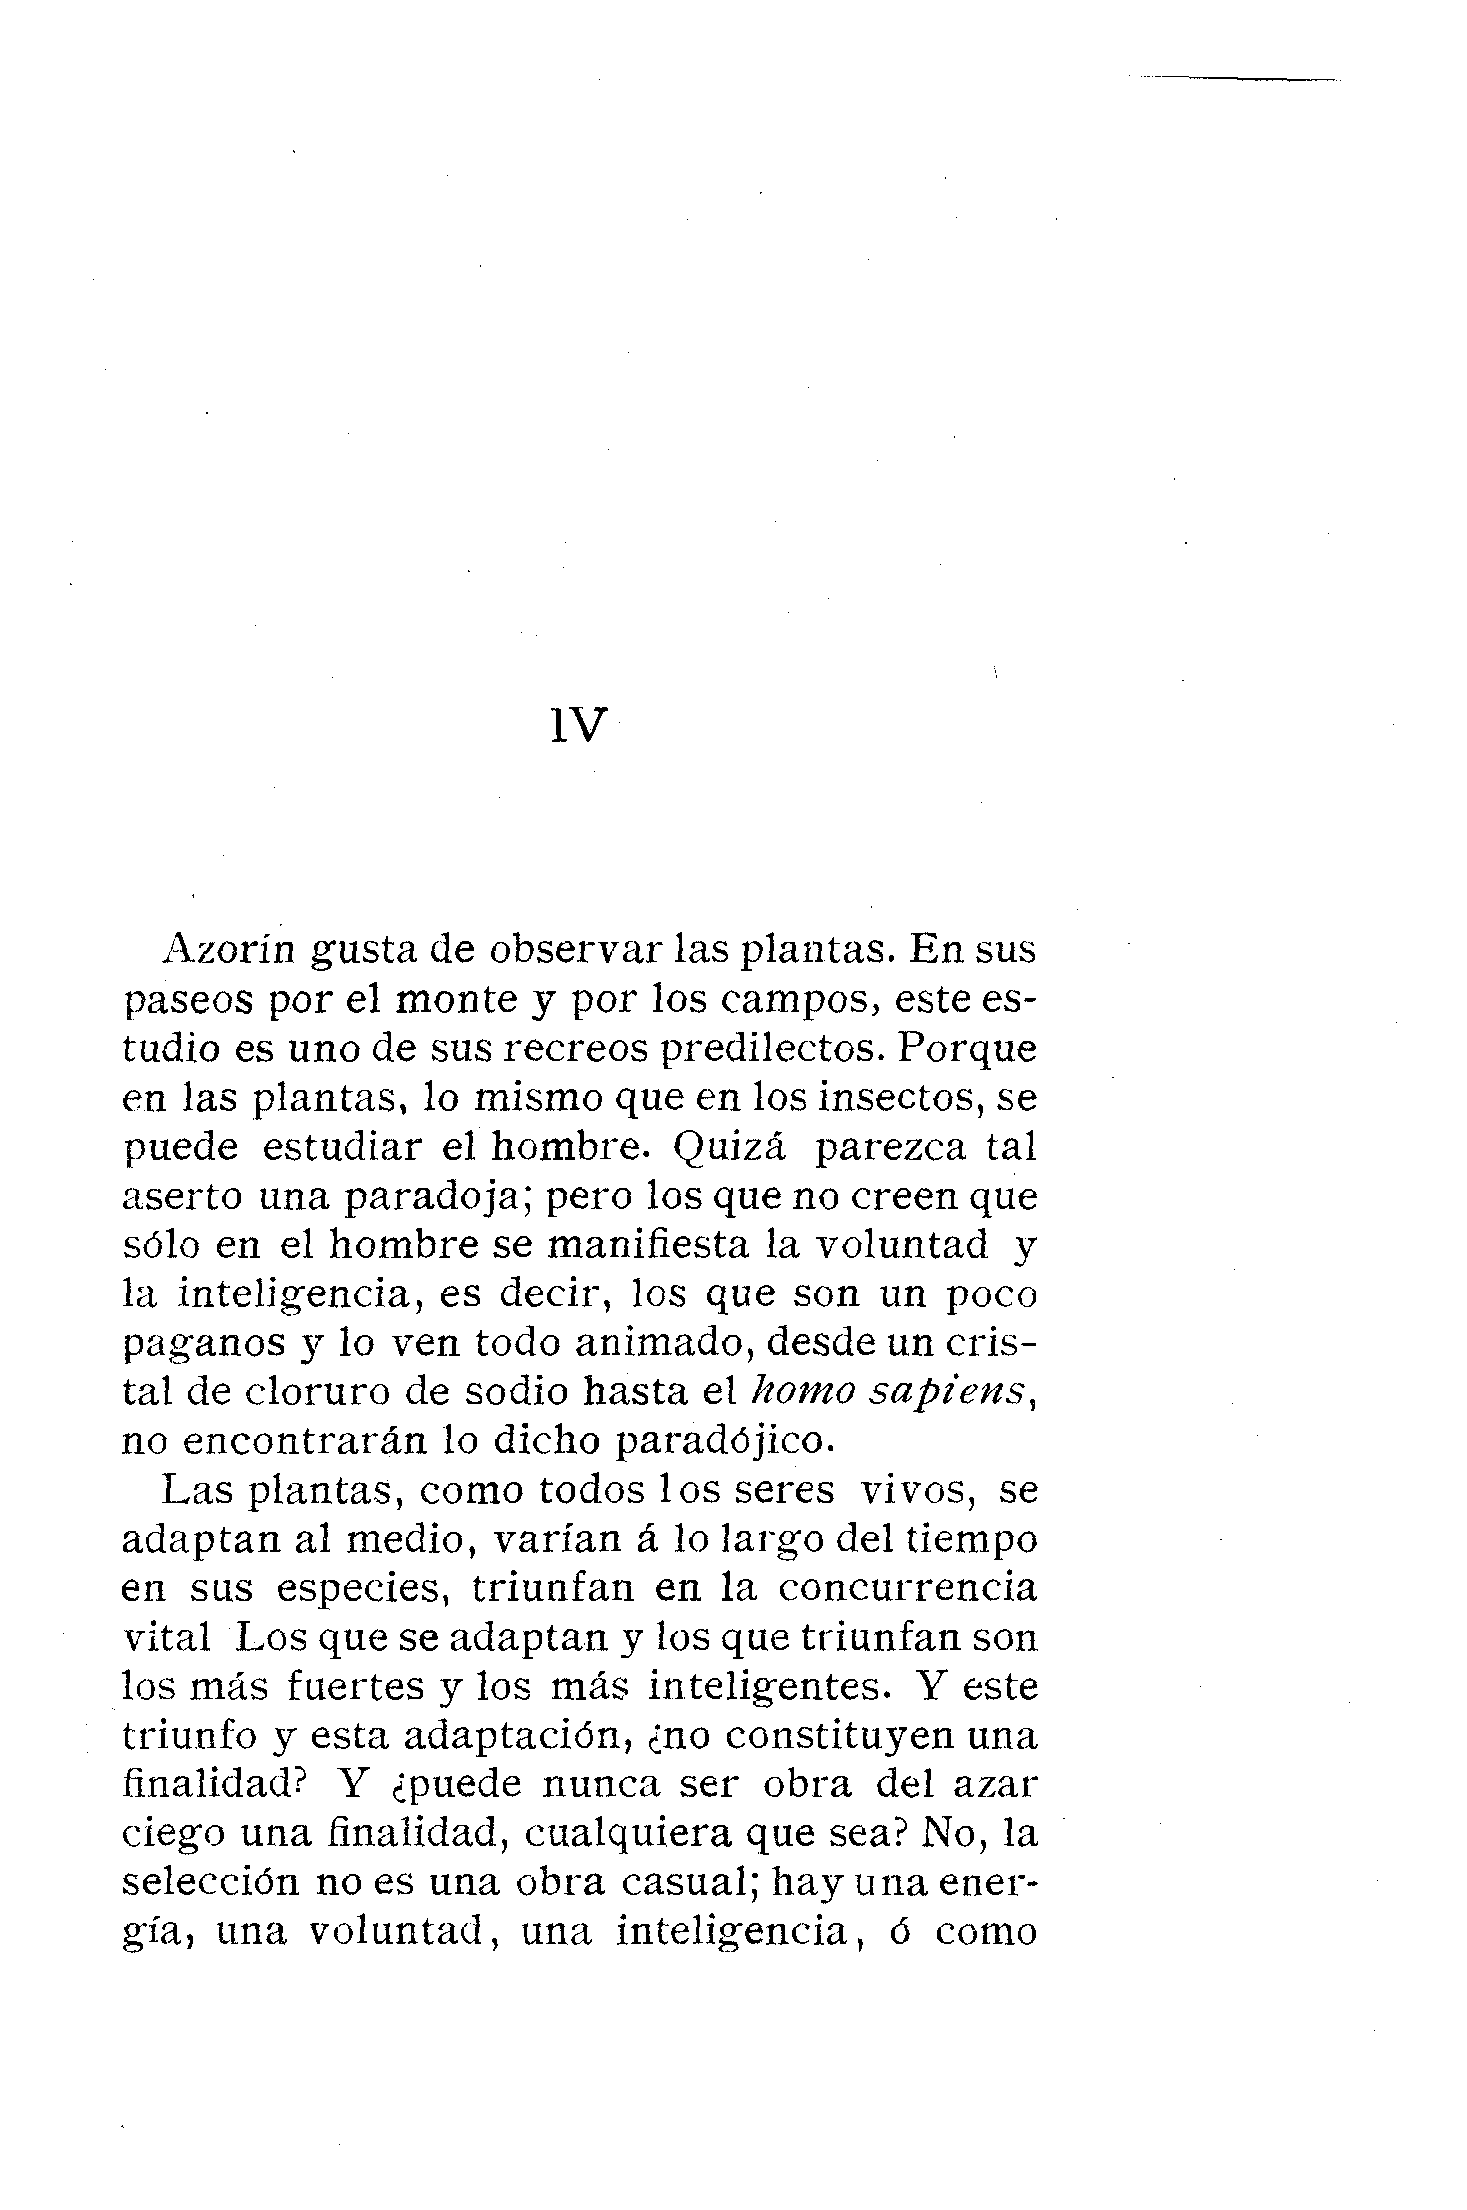 IV
Azorín gusta de observar las plantas. En sus
paseos por el monte y por los campos, este es-
tudio es uno de sus recreos predilectos. Porque
en las plantas, lo mismo que en los insectos, se
puede estudiar el hombre. Quizá parezca tal
aserto una paradoja; pero los que no creen que
sólo en el hombre se manifiesta la voluntad y
la inteligencia, es decir, los que son un poco
paganos y lo ven todo animado, desde un cris-
tal de cloruro de sodio hasta el homo sapiens,
no encontrarán lo dicho paradójico.
Las plantas, como todos los seres vivos, se
adaptan al medio, varían á lo largo del tiempo
en sus especies, triunfan en la concurrencia
vital Los que se adaptan y los que triunfan son
los más fuertes y los más inteligentes. Y este
triunfo y esta adaptación, ¿no constituyen una
finalidad? Y ¿puede nunca ser obra del azar
ciego una finalidad, cualquiera que sea? No, la
selección no es una obra casual; hay una ener-
gía, una voluntad, una inteligencia, ó como